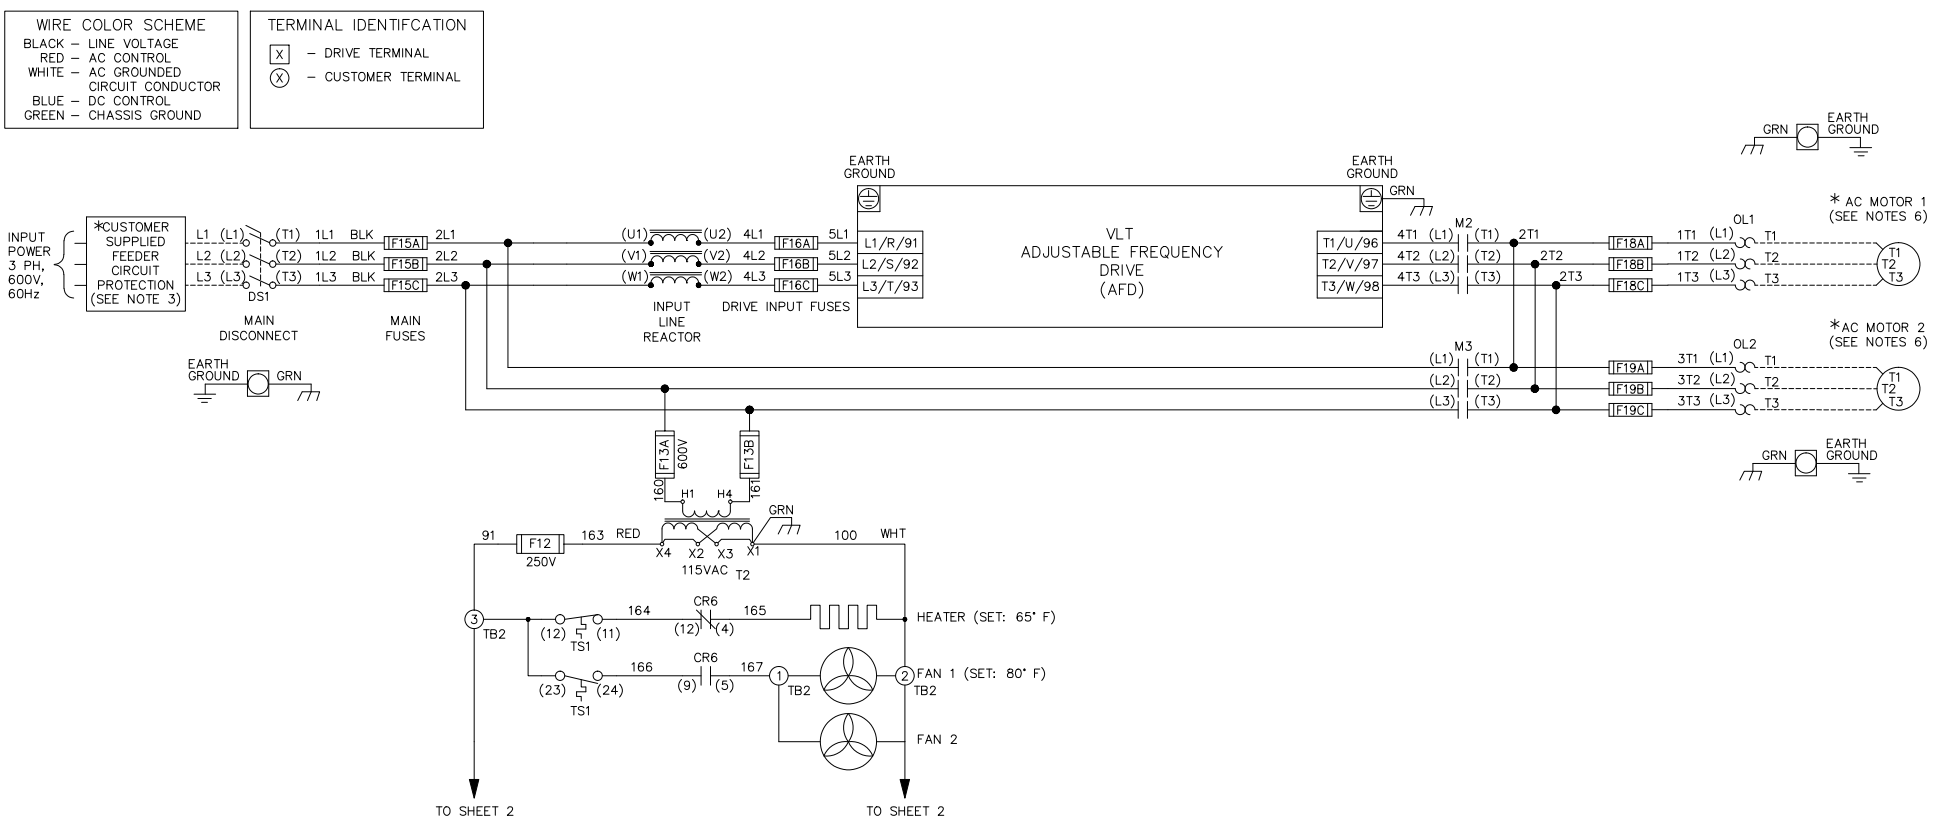 WIRE COLOR SCHEME
BLACK – LINE VOLTAGE
RED – AC CONTROL
WHITE – AC GROUNDED
CIRCUIT CONDUCTOR
BLUE – DC CONTROL
GREEN – CHASSIS GROUND
TERMINAL IDENTIFCATION
X – DRIVE TERMINAL
X – CUSTOMER TERMINAL
INPUT
POWER
3 PH,
600V,
60Hz
*CUSTOMER
SUPPLIED
FEEDER
CIRCUIT
PROTECTION
(SEE NOTE 3)
L1 (L1) (T1) 1L1 BLK F15A 2L1
L2 (L2) (T2) 1L2 BLK F15B 2L2
L3 (L3) (T3) 1L3 BLK F15C 2L3
DS1
MAIN
DISCONNECT
MAIN
FUSES
EARTH
GROUND
GRN
(U1) (U2) 4L1 F16A 5L1
(V1) (V2) 4L2 F16B 5L2
(W1) (W2) 4L3 F16C 5L3
INPUT
LINE
REACTOR
DRIVE INPUT FUSES
EARTH
GROUND
L1/R/91
L2/S/92
L3/T/93
VLT
ADJUSTABLE FREQUENCY
DRIVE
(AFD)
EARTH
GROUND
GRN
T1/U/96
T2/V/97
T3/W/98
M2
4T1 (L1) (T1) 2T1 F18A 1T1 (L1) T1
4T2 (L2) (T2) 2T2 F18B 1T2 (L2) T2
4T3 (L3) (T3) 2T3 F18C 1T3 (L3) T3
OL1
GRN
EARTH
GROUND
* AC MOTOR 1
(SEE NOTES 6)
T1
T2
T3
M3
(L1) (T1) F19A 3T1 (L1) T1
(L2) (T2) F19B 3T2 (L2) T2
(L3) (T3) F19C 3T3 (L3) T3
OL2
*AC MOTOR 2
(SEE NOTES 6)
T1
T2
T3
GRN
EARTH
GROUND
F13A
600V
F13B
160
161
H1 H4
GRN
91 F12 163 RED
250V
X4 X2 X3 X1
115VAC T2
100 WHT
3
TB2
(12) (11)
TS1
164
CR6
(12) (4)
165
HEATER (SET: 65° F)
(23) (24)
TS1
166
CR6
(9) (5)
167
1
TB2
2
TB2
FAN 1 (SET: 80° F)
FAN 2
TO SHEET 2
TO SHEET 2